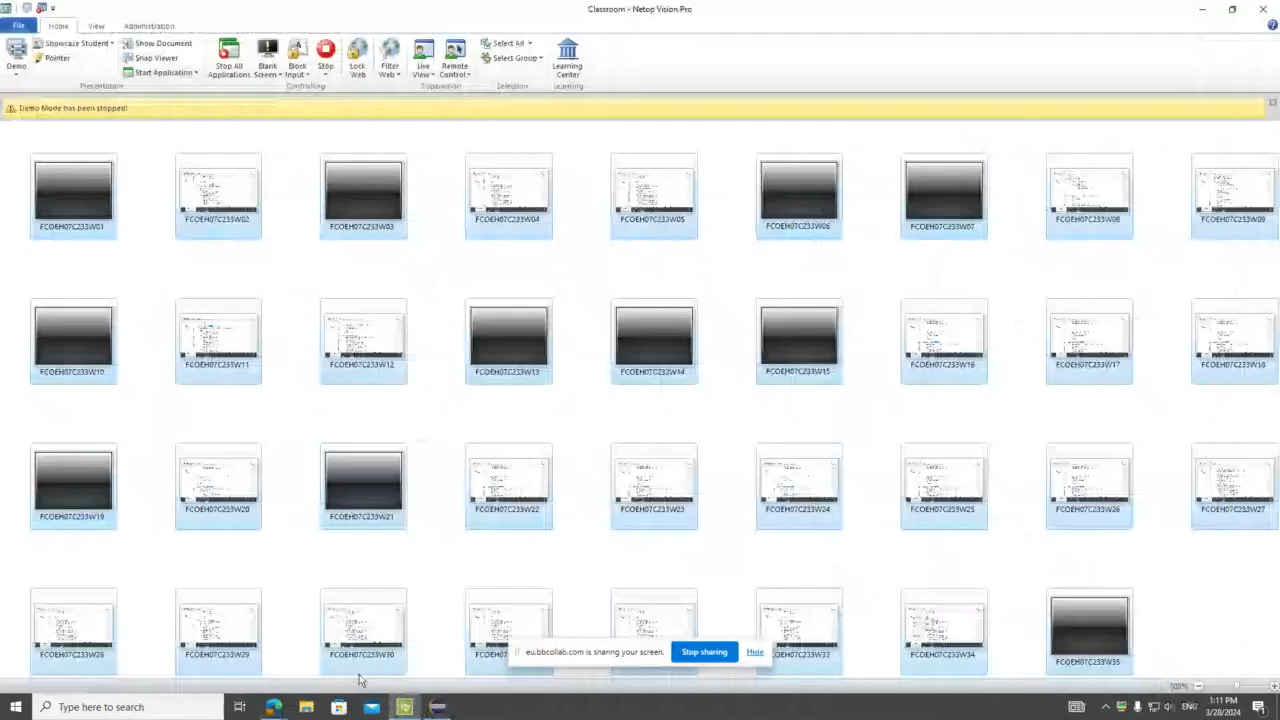 Classroom - Netop Vision Pro
File Home View Administration
Demo
Showcase Student
Pointer
Show Document
Snap Viewer
Start Application
Stop All Applications
Blank Screen
Block Input
Stop
Lock Web
Filter Web
Live View
Remote Control
Select All
Select Group
Learning Center
Presentation Controlling Supervision Selection Learning
Demo Mode has been stopped!
FCOEH07C233W01 FCOEH07C233W02 FCOEH07C233W03 FCOEH07C233W04 FCOEH07C233W05 FCOEH07C233W06 FCOEH07C233W07 FCOEH07C233W08 FCOEH07C233W09
FCOEH07C233W10 FCOEH07C233W11 FCOEH07C233W12 FCOEH07C233W13 FCOEH07C233W14 FCOEH07C233W15 FCOEH07C233W16 FCOEH07C233W17 FCOEH07C233W18
FCOEH07C233W19 FCOEH07C233W20 FCOEH07C233W21 FCOEH07C233W22 FCOEH07C233W23 FCOEH07C233W24 FCOEH07C233W25 FCOEH07C233W26 FCOEH07C233W27
eu.bbcollab.com is sharing your screen. Stop sharing Hide
FCOEH07C233W28 FCOEH07C233W29 FCOEH07C233W30 FCOEH07C233W34 FCOEH07C233W35
100%
Type here to search
ENG
1:11 PM
3/28/2024